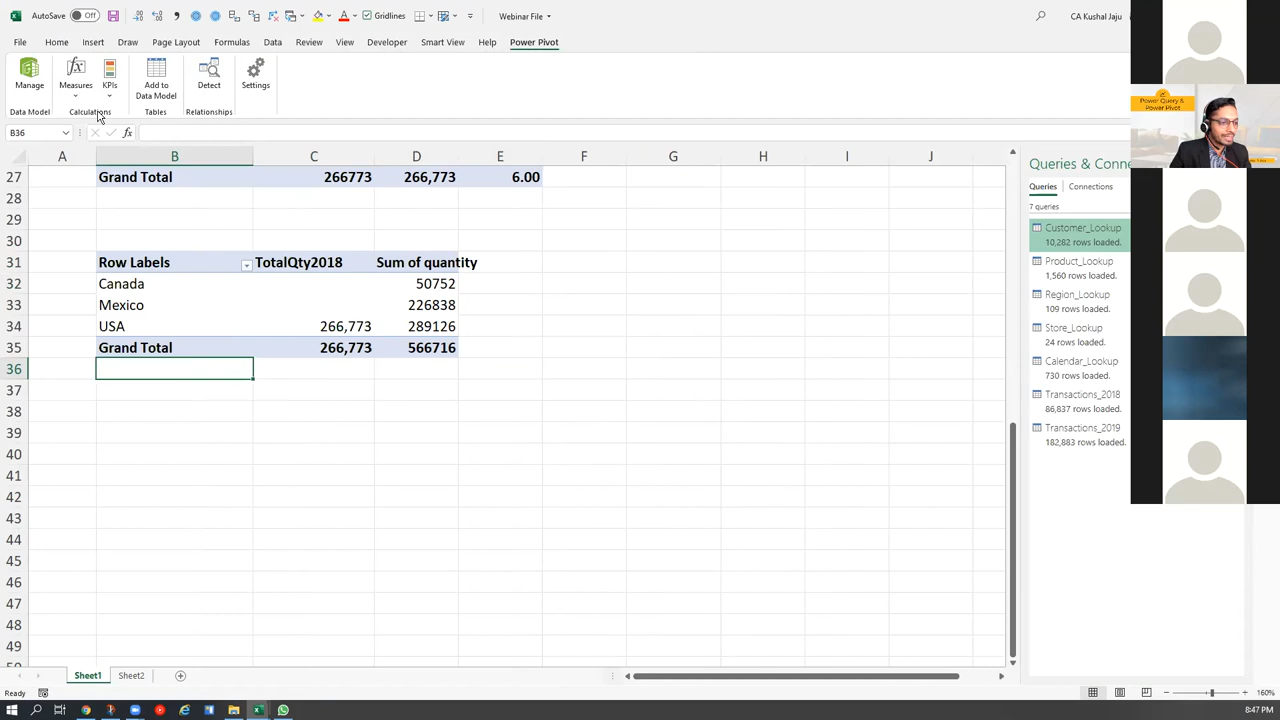 AutoSave Off
Gridlines
Webinar File
CA Kushal Jaju
File Home Insert Draw Page Layout Formulas Data Review View Developer Smart View Help Power Pivot
Manage Measures KPIs Add to Data Model Detect Settings
Data Model Calculations Tables Relationships
B36
fx
A B C D E F G H I J
27 Grand Total 266773 266,773 6.00
28
29
30
31 Row Labels TotalQty2018 Sum of quantity
32 Canada 50752
33 Mexico 226838
34 USA 266,773 289126
35 Grand Total 266,773 566716
36
37
38
39
40
41
42
43
44
45
46
47
48
49
Queries & Conne
Queries Connections
7 queries
Customer_Lookup
10,282 rows loaded.
Product_Lookup
1,560 rows loaded.
Region_Lookup
109 rows loaded.
Store_Lookup
24 rows loaded.
Calendar_Lookup
730 rows loaded.
Transactions_2018
86,837 rows loaded.
Transactions_2019
182,883 rows loaded.
Power Query &
Power Pivot
Sheet1 Sheet2
Ready
160%
8:47 PM